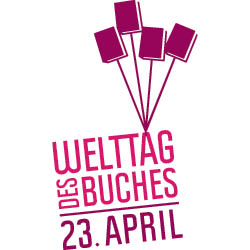 WELTTAG
DES BUCHES
23. APRIL